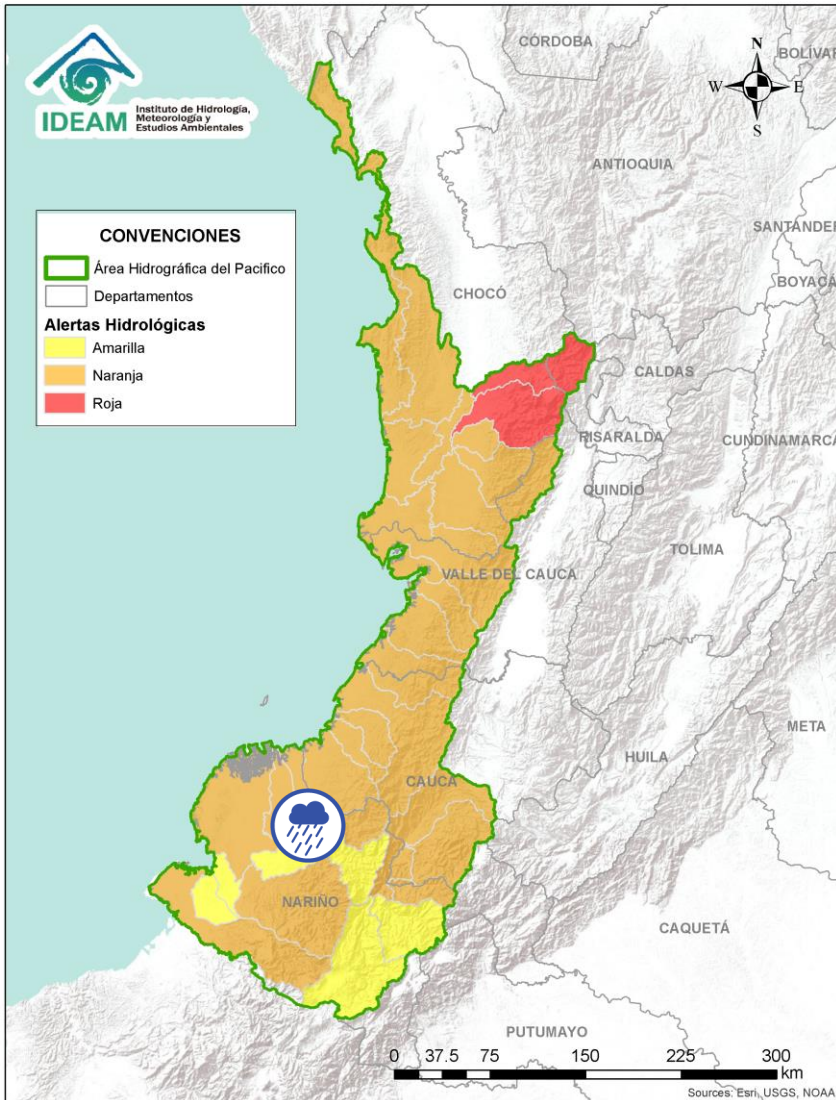 IDEAM
Instituto de Hidrología,
Meteorología y
Estudios Ambientales
CÓRDOBA
BOLÍVAR
N
W E
S
ANTIOQUIA
SANTANDER
BOYACÁ
CONVENCIONES
Área Hidrográfica del Pacifico
Departamentos
Alertas Hidrológicas
Amarilla
Naranja
Roja
CHOCÓ
CALDAS
RISARALDA
CUNDINAMARCA
QUINDÍO
TOLIMA
VALLE DEL CAUCA
META
HUILA
CAUCA
NARIÑO
CAQUETÁ
PUTUMAYO
0 37.5 75 150 225 300
km
Sources: Esri, USGS, NOAA